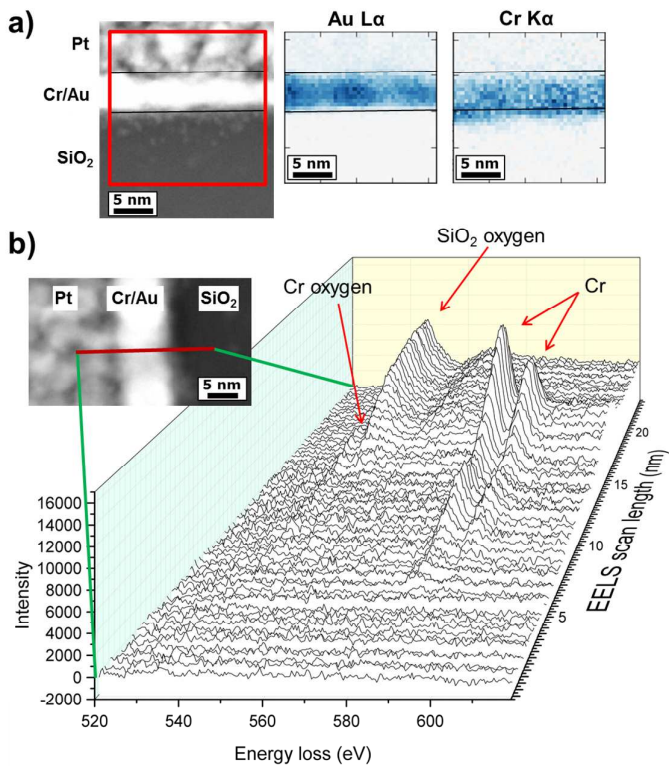 a)
Pt
Cr/Au
SiO₂
5 nm
Au Lα
5 nm
Cr Kα
5 nm
b)
Pt Cr/Au SiO₂
5 nm
Cr oxygen
SiO₂ oxygen
Cr
16000
14000
12000
10000
8000
6000
4000
2000
0
-2000
Intensity
520 540 560 580 600
Energy loss (eV)
5
10
15
20
EELS scan length (nm)